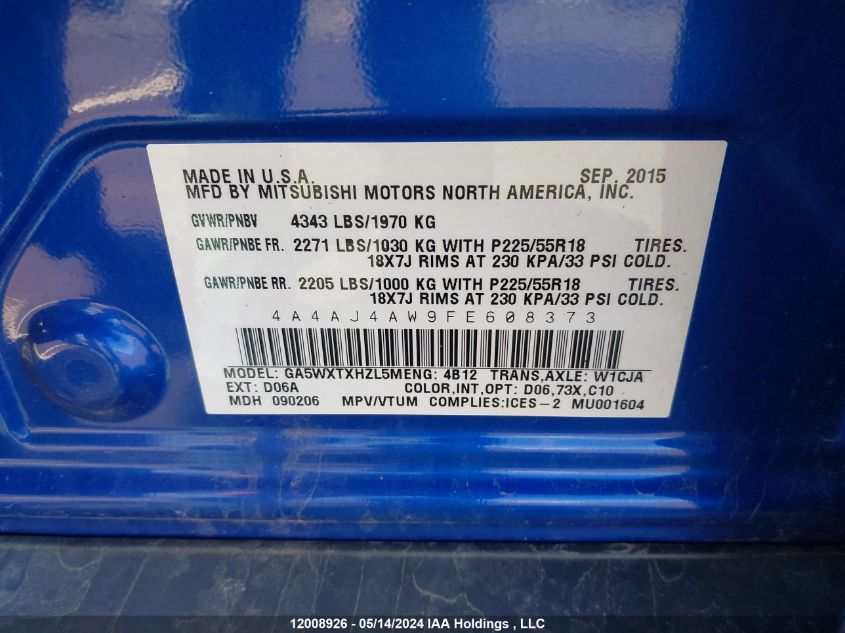 MADE IN U.S.A. SEP. 2015
MFD BY MITSUBISHI MOTORS NORTH AMERICA, INC.
GVWR/PNBV 4343 LBS/1970 KG
GAWR/PNBE FR. 2271 LBS/1030 KG WITH P225/55R18 TIRES.
18X7J RIMS AT 230 KPA/33 PSI COLD.
GAWR/PNBE RR. 2205 LBS/1000 KG WITH P225/55R18 TIRES.
18X7J RIMS AT 230 KPA/33 PSI COLD.
4A4AJ4AW9FE608373
MODEL: GA5WXTXHZL5MENG: 4B12 TRANS,AXLE: W1CJA
EXT: D06A COLOR,INT,OPT: D06,73X,C10
MDH 090206 MPV/VTUM COMPLIES:ICES-2 MU001604
12008926 - 05/14/2024 IAA Holdings , LLC